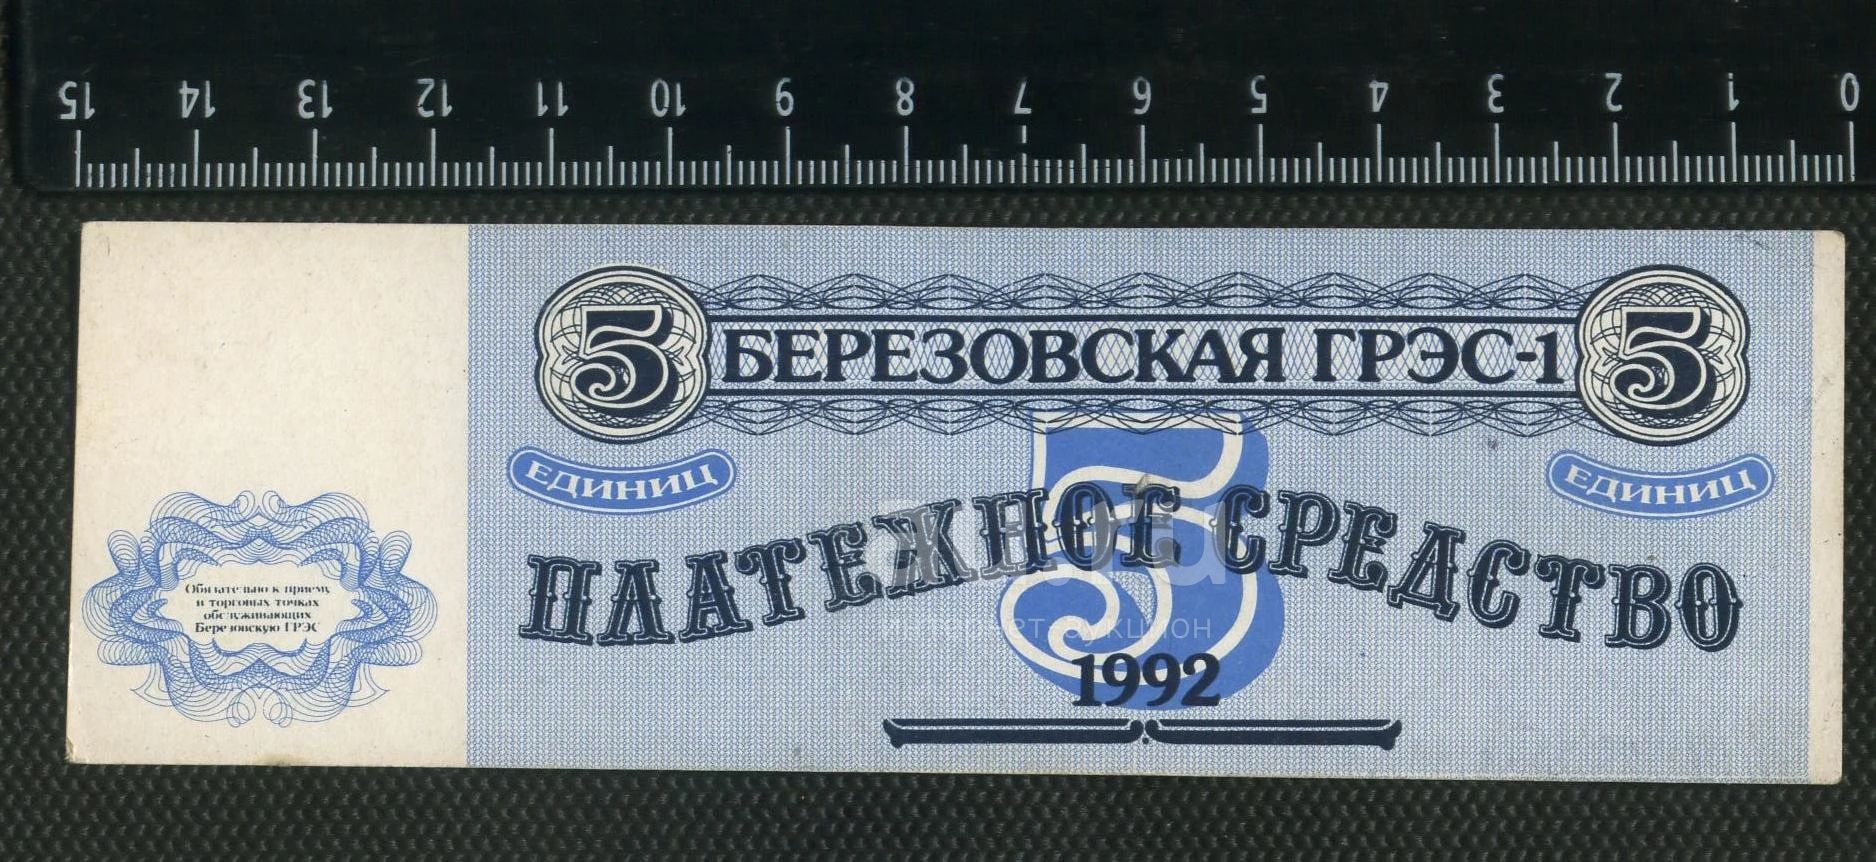 15 14 13 12 11 10 9 8 7 6 5 4 3 2 1 0
5 БЕРЕЗОВСКАЯ ГРЭС-1 5
ЕДИНИЦ ЕДИНИЦ
5
ПЛАТЕЖНОЕ СРЕДСТВО
1992
Обязательно к приему
в торговых точках
обслуживающих
Березовскую ГРЭС